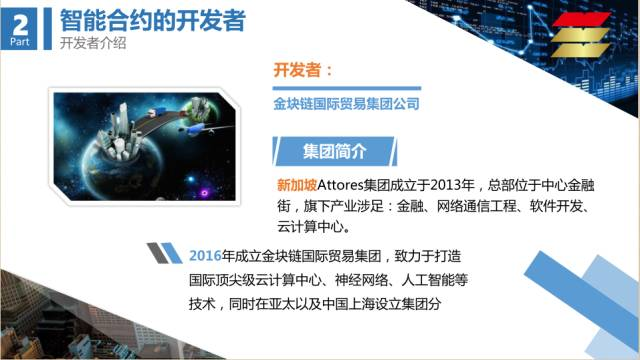 2
Part
智能合约的开发者
开发者介绍
开发者：
金块链国际贸易集团公司
集团简介
新加坡Attores集团成立于2013年，总部位于中心金融
街，旗下产业涉足：金融、网络通信工程、软件开发、
云计算中心。
2016年成立金块链国际贸易集团，致力于打造
国际顶尖级云计算中心、神经网络、人工智能等
技术，同时在亚太以及中国上海设立集团分